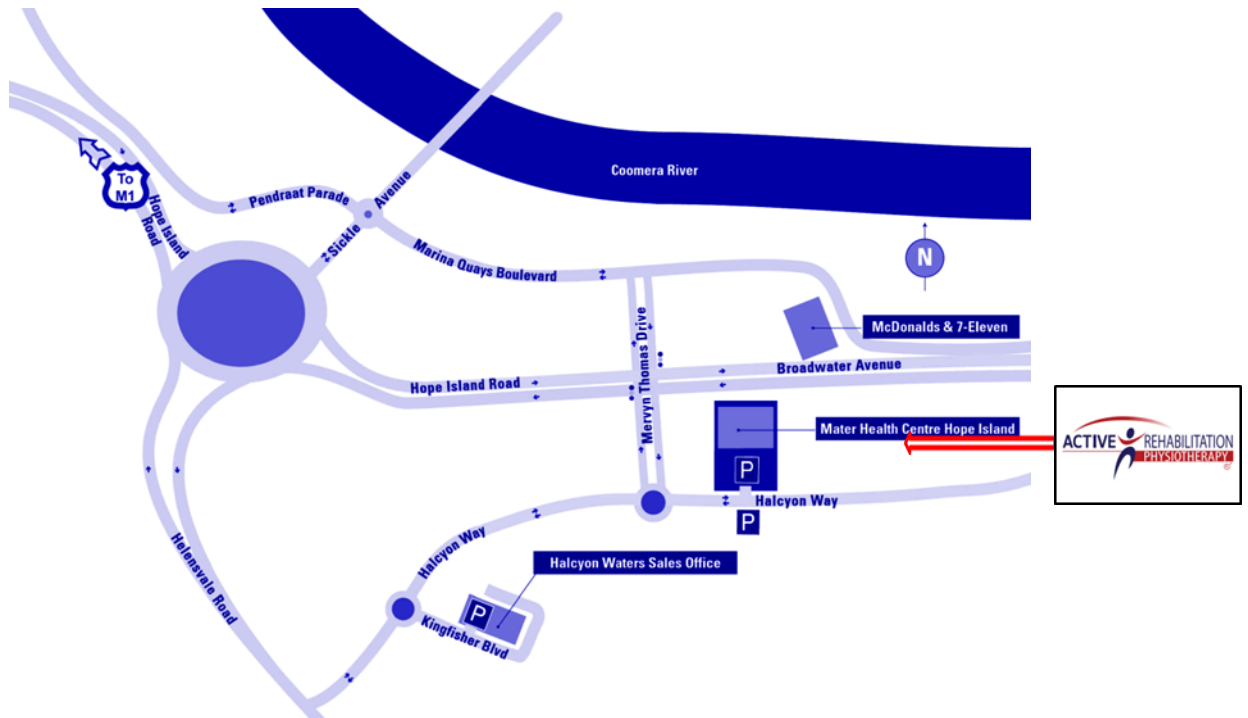 Coomera River
To
M1
Hope Island
Road
Pendraat Parade
Avenue
Sickle
Marina Quays Boulevard
N
McDonalds & 7-Eleven
Mervyn Thomas Drive
Broadwater Avenue
Hope Island Road
Mater Health Centre Hope Island
ACTIVE REHABILITATION
PHYSIOTHERAPY
P
Halcyon Way
P
Halcyon Way
Halcyon Waters Sales Office
Helensvale Road
P
Kingfisher Blvd